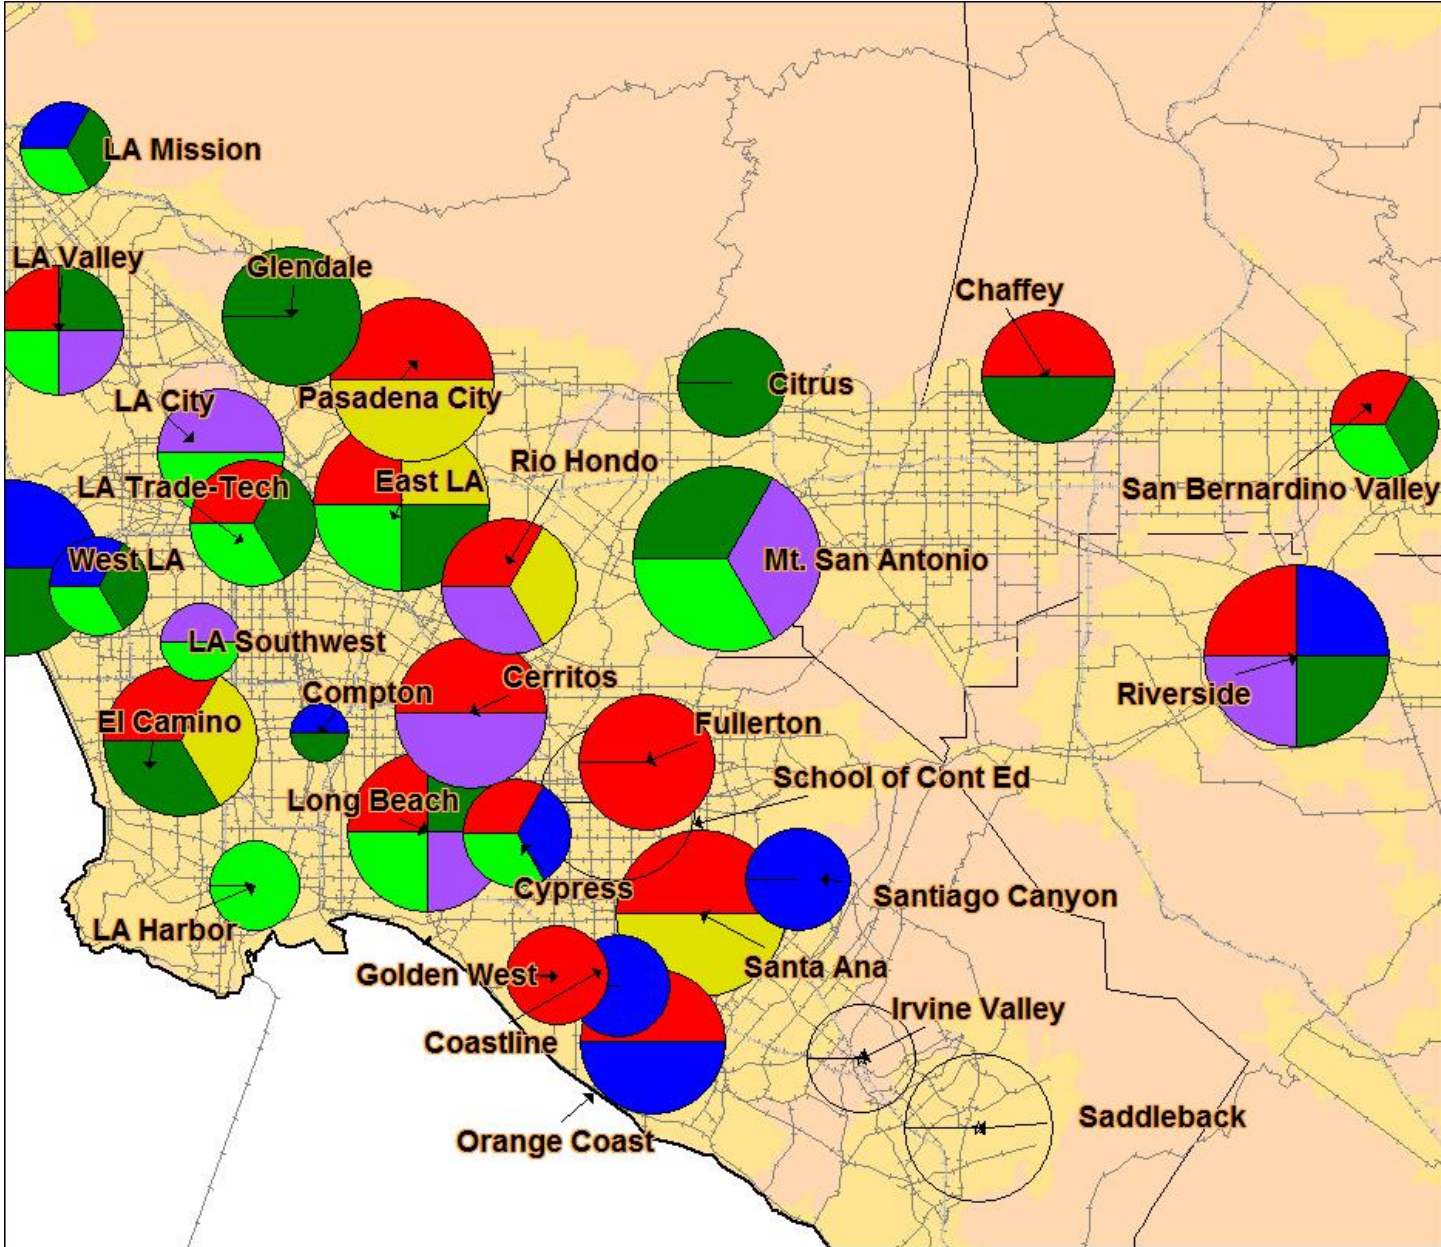 LA Mission
LA Valley
Glendale
Chaffey
Pasadena City
Citrus
LA City
Rio Hondo
East LA
LA Trade-Tech
San Bernardino Valley
West LA
Mt. San Antonio
LA Southwest
Cerritos
Compton
Riverside
El Camino
Fullerton
School of Cont Ed
Long Beach
Cypress
Santiago Canyon
LA Harbor
Santa Ana
Golden West
Irvine Valley
Coastline
Saddleback
Orange Coast